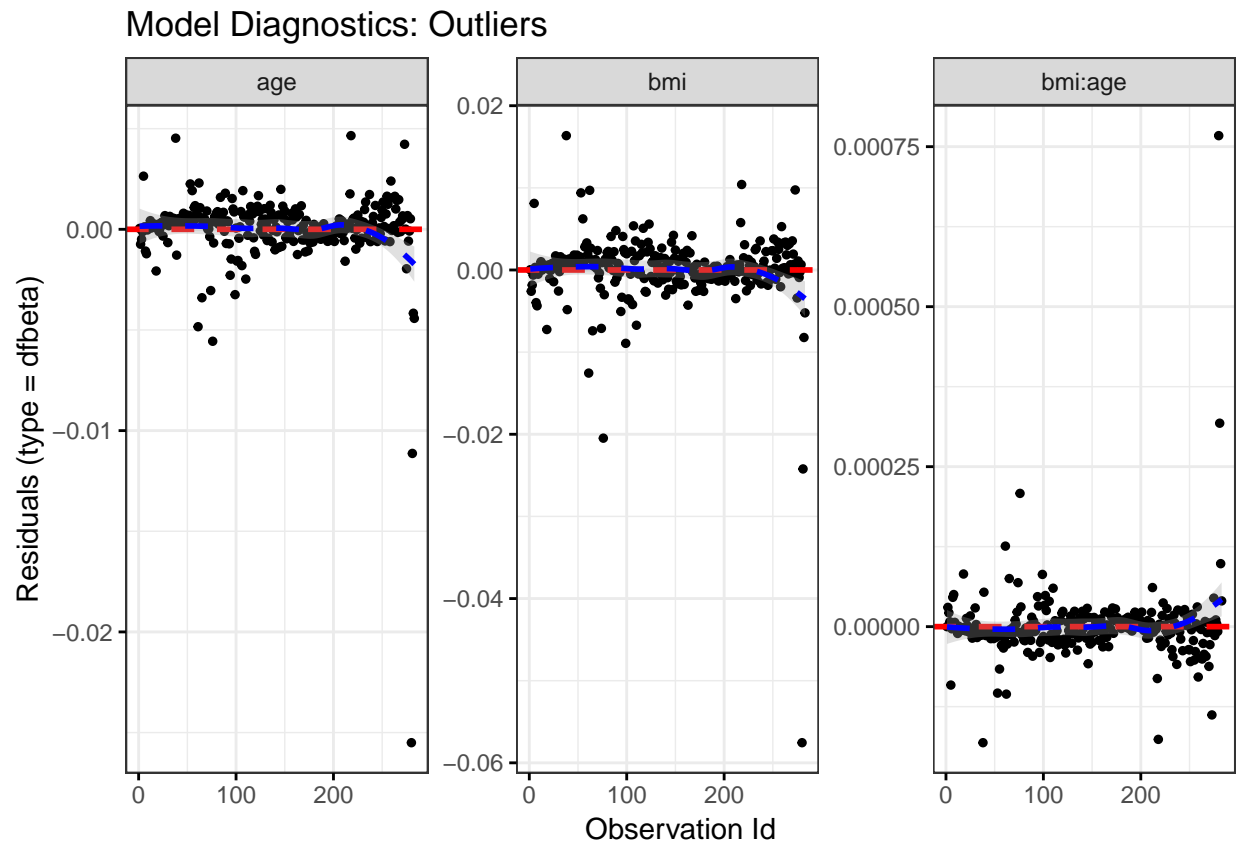 Model Diagnostics: Outliers
age
bmi
bmi:age
Residuals (type = dfbeta)
0.00
−0.01
−0.02
0.02
0.00
−0.02
−0.04
−0.06
0.00075
0.00050
0.00025
0.00000
0 100 200
0 100 200
0 100 200
Observation Id